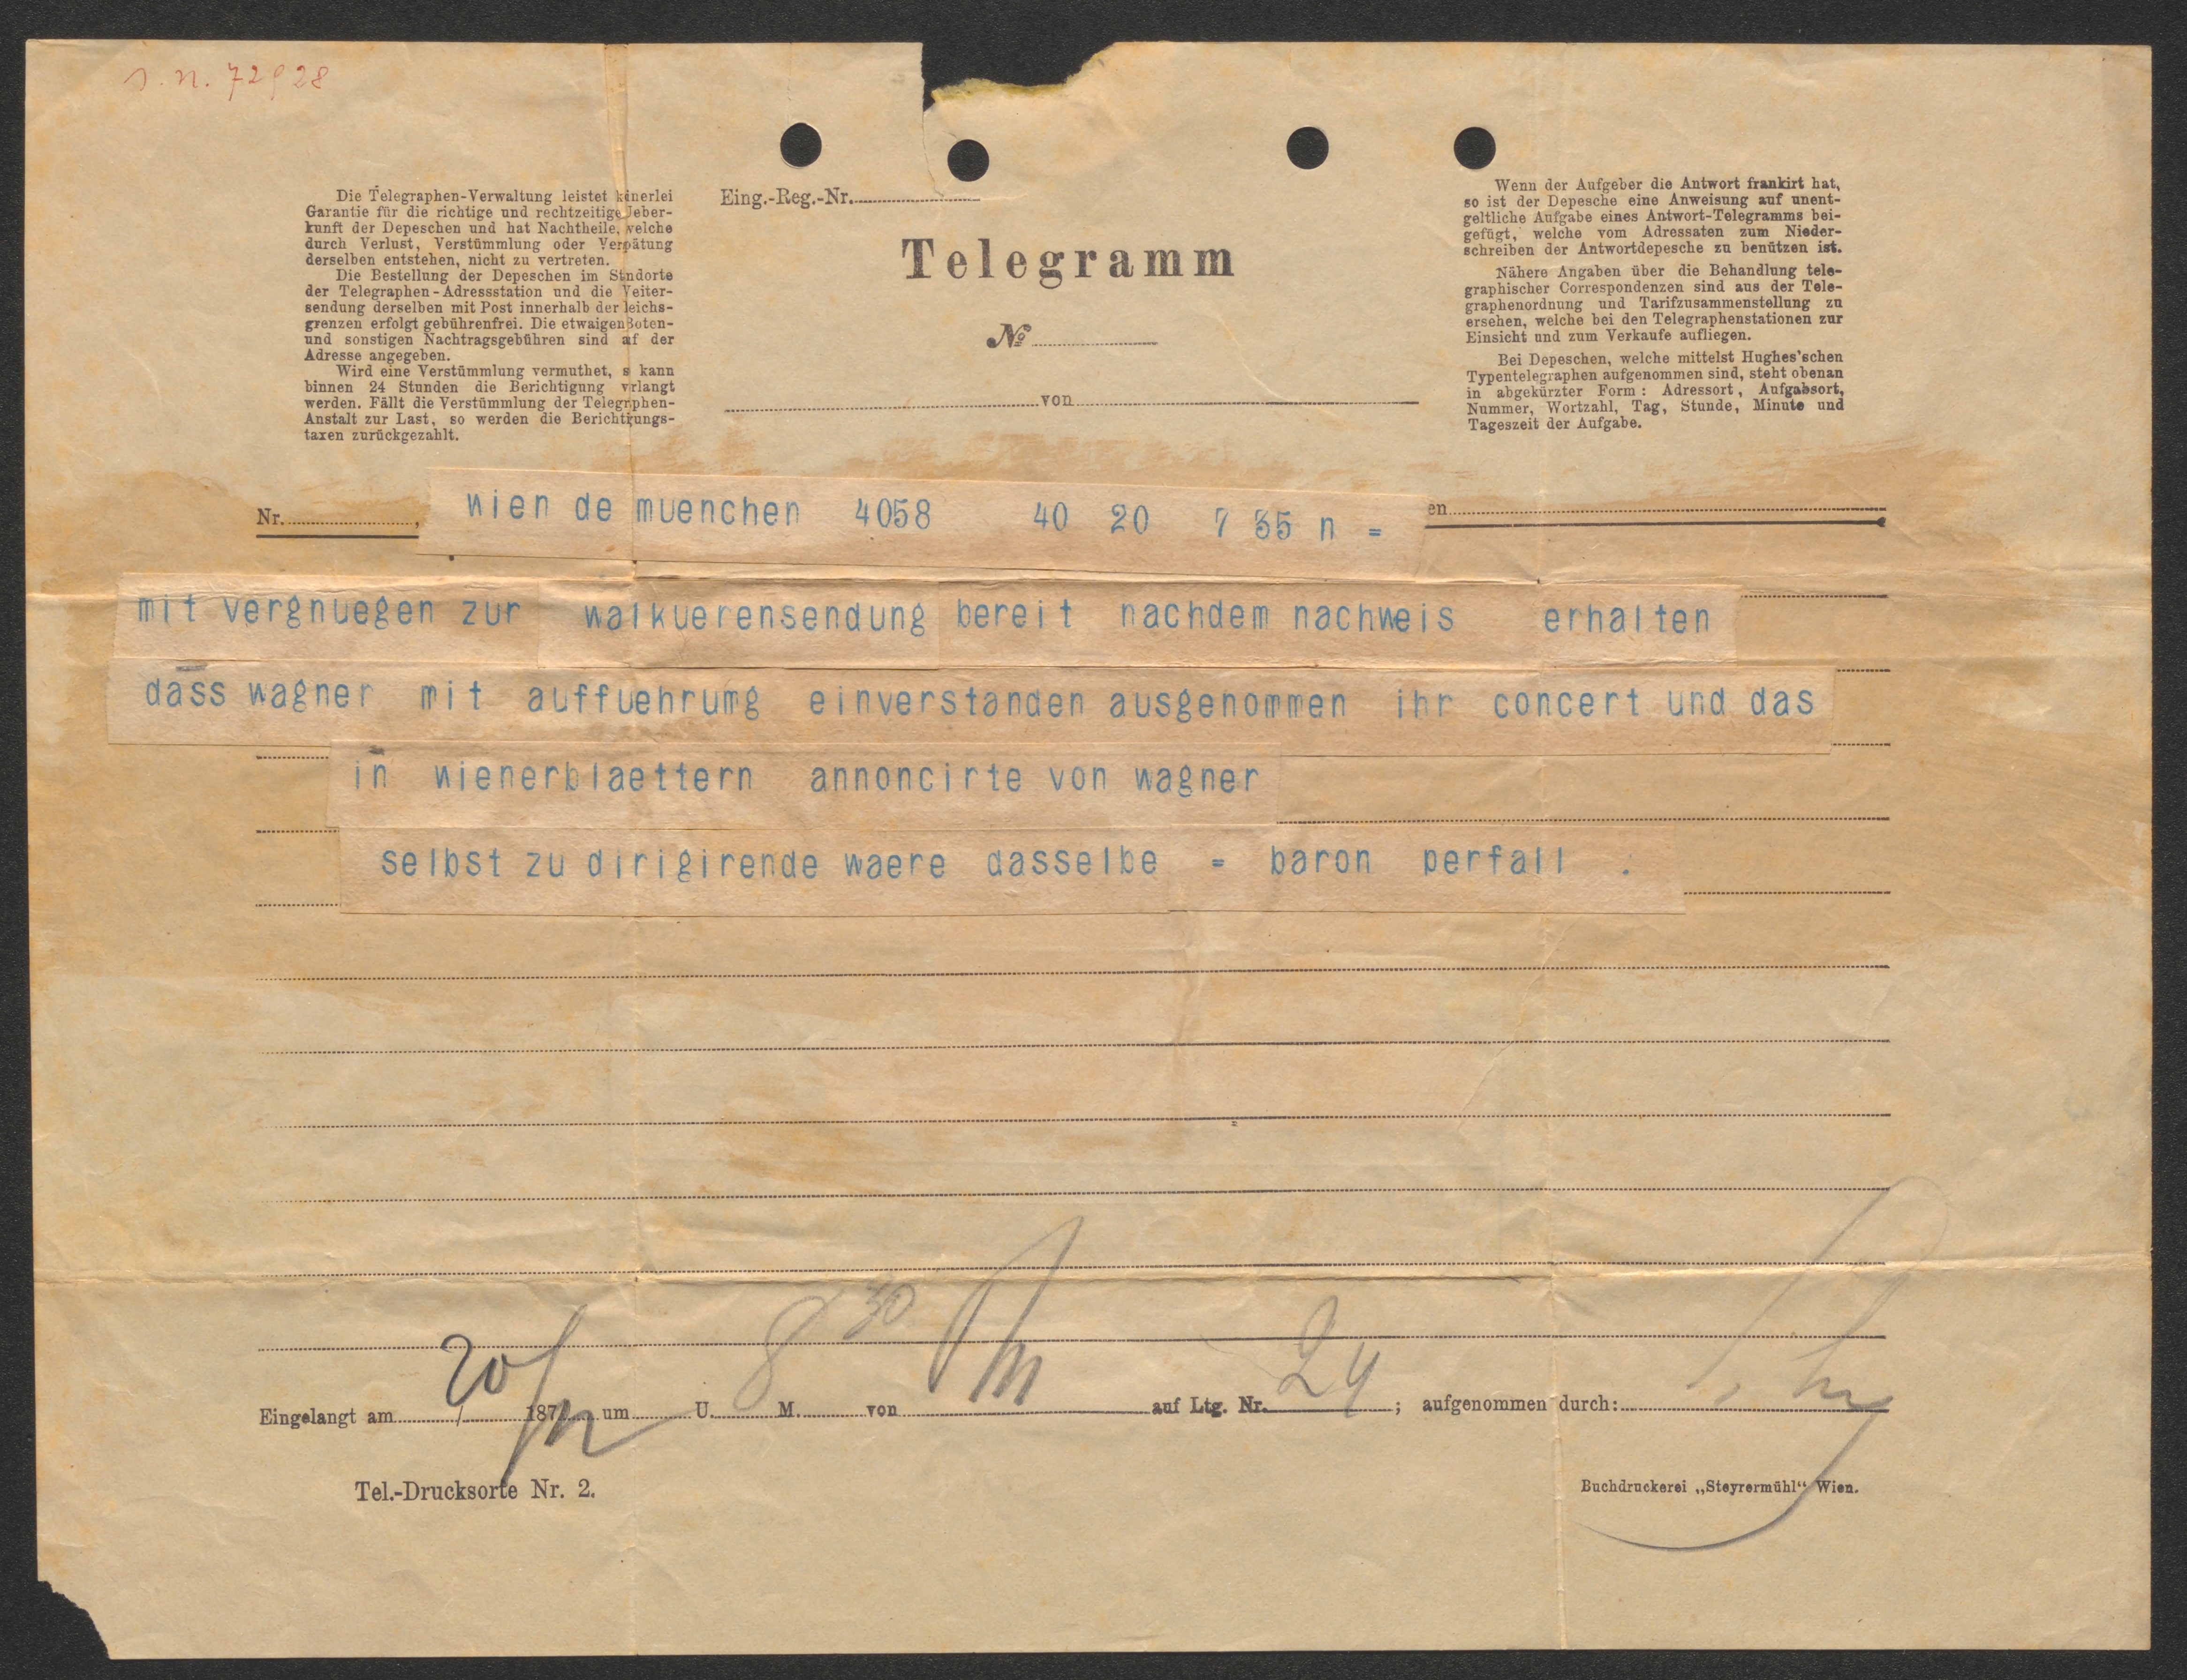 I. N. 72928
Die Telegraphen-Verwaltung leistet kenerlei
Garantie für die richtige und rechtzeitige Ueber-
kunft der Depeschen und hat Nachtheile, welche
durch Verlust, Verstümmlung oder Verpätung
derselben entstehen, nicht zu vertreten.
Die Bestellung der Depeschen im Stndorte
der Telegraphen-Adressstation und die Veiter-
sendung derselben mit Post innerhalb der leichs-
grenzen erfolgt gebührenfrei. Die etwaigen Boten-
und sonstigen Nachtragsgebühren sind af der
Adresse angegeben.
Wird eine Verstümmlung vermuthet, s kann
binnen 24 Stunden die Berichtigung vrlangt
werden. Fällt die Verstümmlung der Telegrphen-
Anstalt zur Last, so werden die Berichtigungs-
taxen zurückgezahlt.
Eing.-Reg.-Nr.
Telegramm
No
von
Wenn der Aufgeber die Antwort frankirt hat,
so ist der Depesche eine Anweisung auf unent-
geltliche Aufgabe eines Antwort-Telegramms bei-
gefügt, welche vom Adressaten zum Nieder-
schreiben der Antwortdepesche zu benützen ist.
Nähere Angaben über die Behandlung tele-
graphischer Correspondenzen sind aus der Tele-
graphenordnung und Tarifzusammenstellung zu
ersehen, welche bei den Telegraphenstationen zur
Einsicht und zum Verkaufe aufliegen.
Bei Depeschen, welche mittelst Hughes'schen
Typentelegraphen aufgenommen sind, steht obenan
in abgekürzter Form: Adressort, Aufgabsort,
Nummer, Wortzahl, Tag, Stunde, Minute und
Tageszeit der Aufgabe.
Nr. , wien de muenchen 4058 40 20 7 35 n = en
mit vergnuegen zur walkuerensendung bereit nachdem nachweis erhalten
dass wagner mit auffuehrumg einverstanden ausgenommen ihr concert und das
in wienerblaettern annoncirte von wagner
selbst zu dirigirende waere dasselbe = baron perfall .
Eingelangt am 20/12 187 um U. 8 30 M. von M auf Ltg. Nr. 24 ; aufgenommen durch:
Tel.-Drucksorte Nr. 2.
Buchdruckerei „Steyrermühl“ Wien.